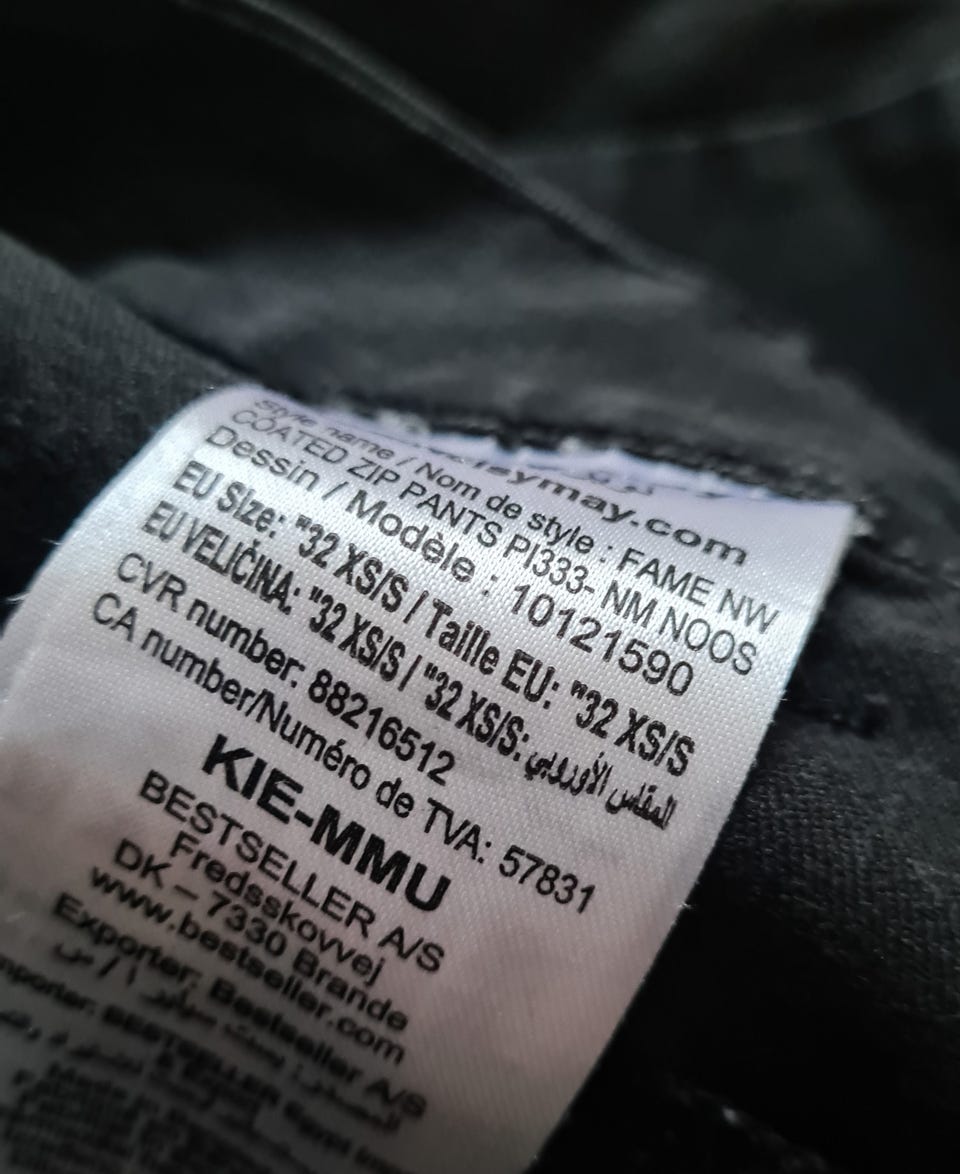 ymay.com
Style name / Nom de style : FAME NW
COATED ZIP PANTS PI333- NM NOOS
Dessin / Modèle : 10121590
EU Size: "32 XS/S / Taille EU: "32 XS/S
EU VELIČINA: "32 XS/S / "32 XS/S: المقاس الأوروبي
CVR number: 88216512
CA number/Numéro de TVA: 57831
KIE-MMU
BESTSELLER A/S
Fredsskovvej
DK – 7330 Brande
www.bestseller.com
Exporter: Bestseller A/S